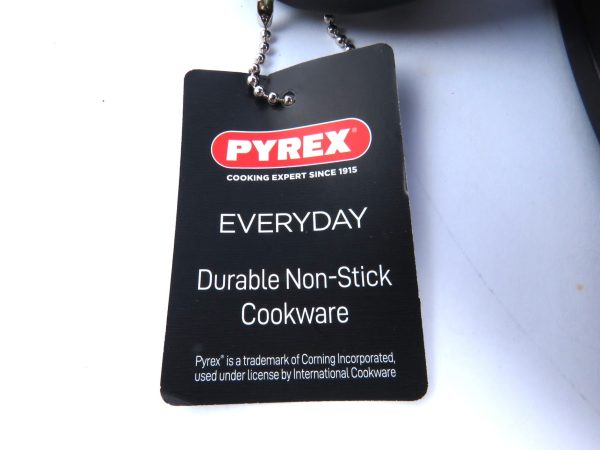 PYREX®
COOKING EXPERT SINCE 1915
EVERYDAY
Durable Non-Stick
Cookware
Pyrex® is a trademark of Corning Incorporated,
used under license by International Cookware